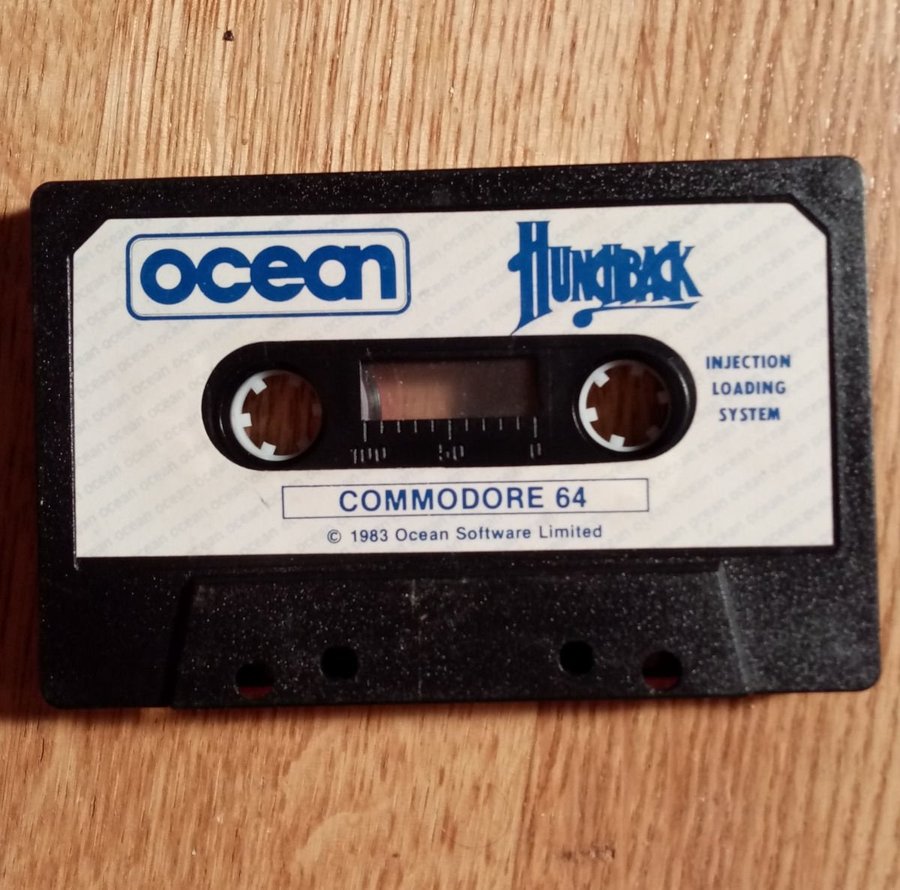 ocean
HUNCHBACK
INJECTION
LOADING
SYSTEM
100 50 0
COMMODORE 64
© 1983 Ocean Software Limited